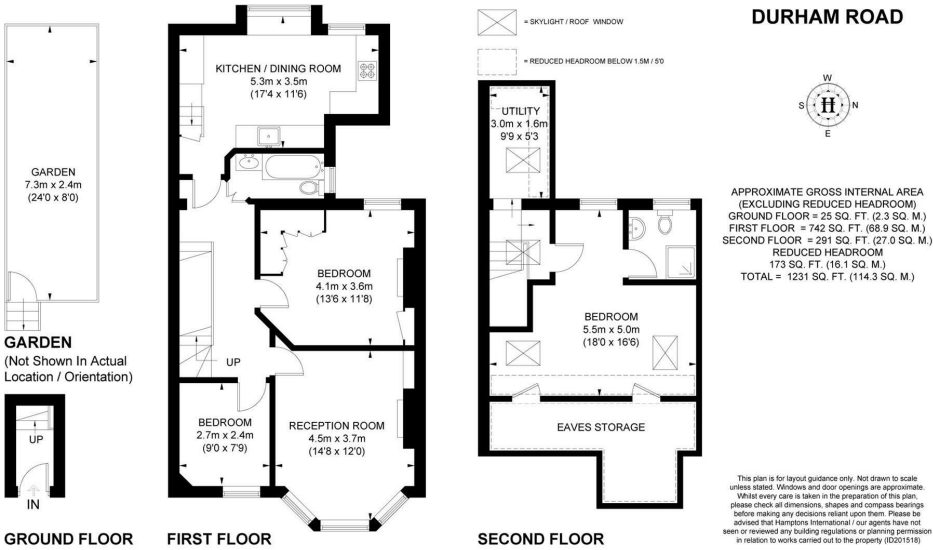 DURHAM ROAD
= SKYLIGHT / ROOF WINDOW
= REDUCED HEADROOM BELOW 1.5M / 5'0
W
S
H
N
E
APPROXIMATE GROSS INTERNAL AREA
(EXCLUDING REDUCED HEADROOM)
GROUND FLOOR = 25 SQ. FT. (2.3 SQ. M.)
FIRST FLOOR = 742 SQ. FT. (68.9 SQ. M.)
SECOND FLOOR = 291 SQ. FT. (27.0 SQ. M.)
REDUCED HEADROOM
173 SQ. FT. (16.1 SQ. M.)
TOTAL = 1231 SQ. FT. (114.3 SQ. M.)
GARDEN
7.3m x 2.4m
(24'0 x 8'0)
GARDEN
(Not Shown In Actual
Location / Orientation)
UP
IN
GROUND FLOOR
KITCHEN / DINING ROOM
5.3m x 3.5m
(17'4 x 11'6)
BEDROOM
4.1m x 3.6m
(13'6 x 11'8)
UP
BEDROOM
2.7m x 2.4m
(9'0 x 7'9)
RECEPTION ROOM
4.5m x 3.7m
(14'8 x 12'0)
FIRST FLOOR
UTILITY
3.0m x 1.6m
9'9 x 5'3
BEDROOM
5.5m x 5.0m
(18'0 x 16'6)
EAVES STORAGE
SECOND FLOOR
This plan is for layout guidance only. Not drawn to scale
unless stated. Windows and door openings are approximate.
Whilst every care is taken in the preparation of this plan,
please check all dimensions, shapes and compass bearings
before making any decisions reliant upon them. Please be
advised that Hamptons International / our agents have not
seen or reviewed any building regulations or planning permission
in relation to works carried out to the property (ID201518)